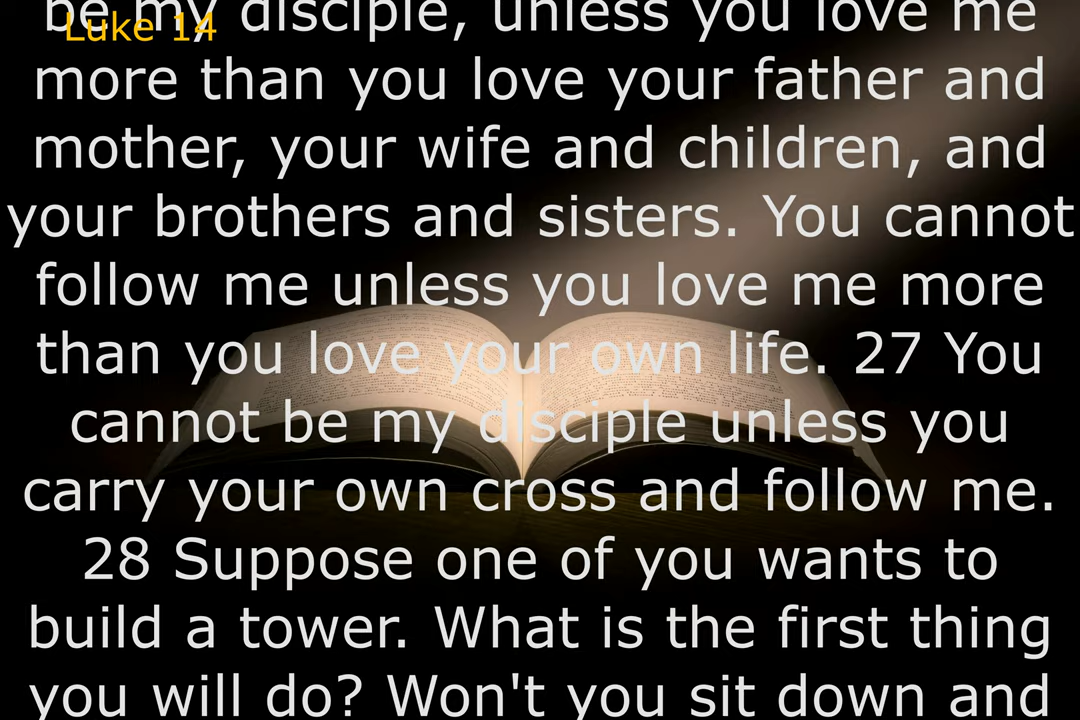 be my disciple, unless you love me
Luke 14
more than you love your father and
mother, your wife and children, and
your brothers and sisters. You cannot
follow me unless you love me more
than you love your own life. 27 You
cannot be my disciple unless you
carry your own cross and follow me.
28 Suppose one of you wants to
build a tower. What is the first thing
you will do? Won't you sit down and